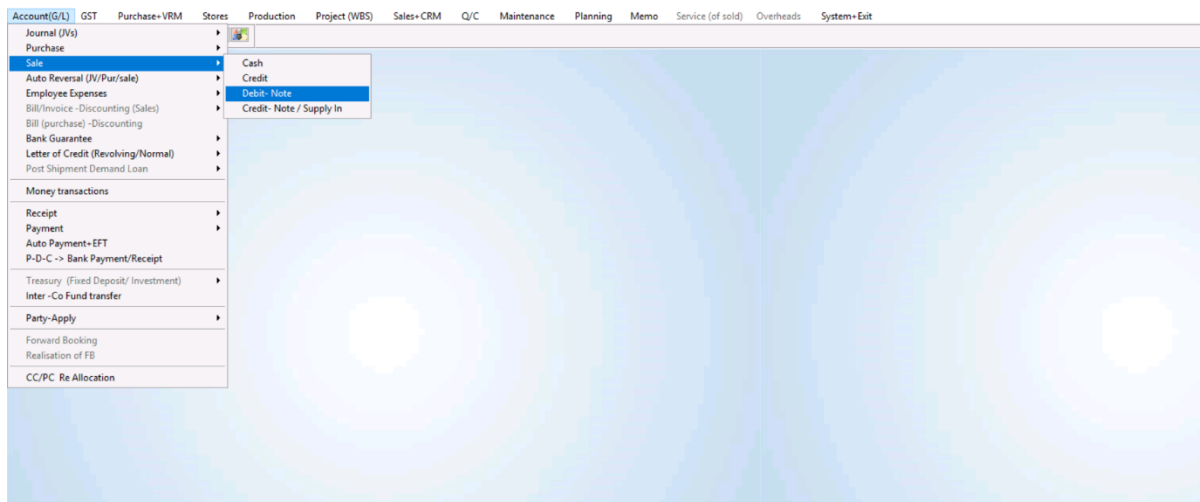 Account(G/L) GST Purchase+VRM Stores Production Project (WBS) Sales+CRM Q/C Maintenance Planning Memo Service (of sold) Overheads System+Exit
Journal (JVs)
Purchase
Sale
Auto Reversal (JV/Pur/sale)
Employee Expenses
Bill/Invoice -Discounting (Sales)
Bill (purchase) -Discounting
Bank Guarantee
Letter of Credit (Revolving/Normal)
Post Shipment Demand Loan
Money transactions
Receipt
Payment
Auto Payment+EFT
P-D-C -> Bank Payment/Receipt
Treasury (Fixed Deposit/ Investment)
Inter -Co Fund transfer
Party-Apply
Forward Booking
Realisation of FB
CC/PC Re Allocation
Cash
Credit
Debit- Note
Credit- Note / Supply In